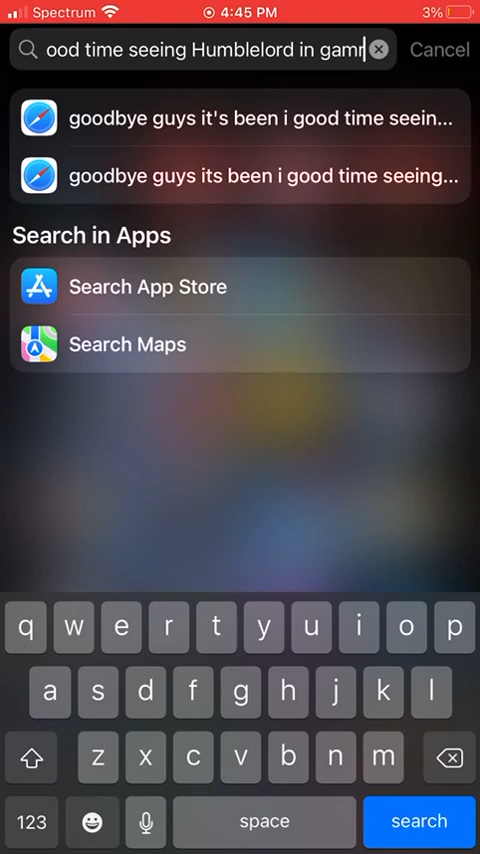 Spectrum 4:45 PM 3%
ood time seeing Humblelord in gamr Cancel
goodbye guys it's been i good time seein...
goodbye guys its been i good time seeing...
Search in Apps
Search App Store
Search Maps
q w e r t y u i o p
a s d f g h j k l
z x c v b n m
123 space search